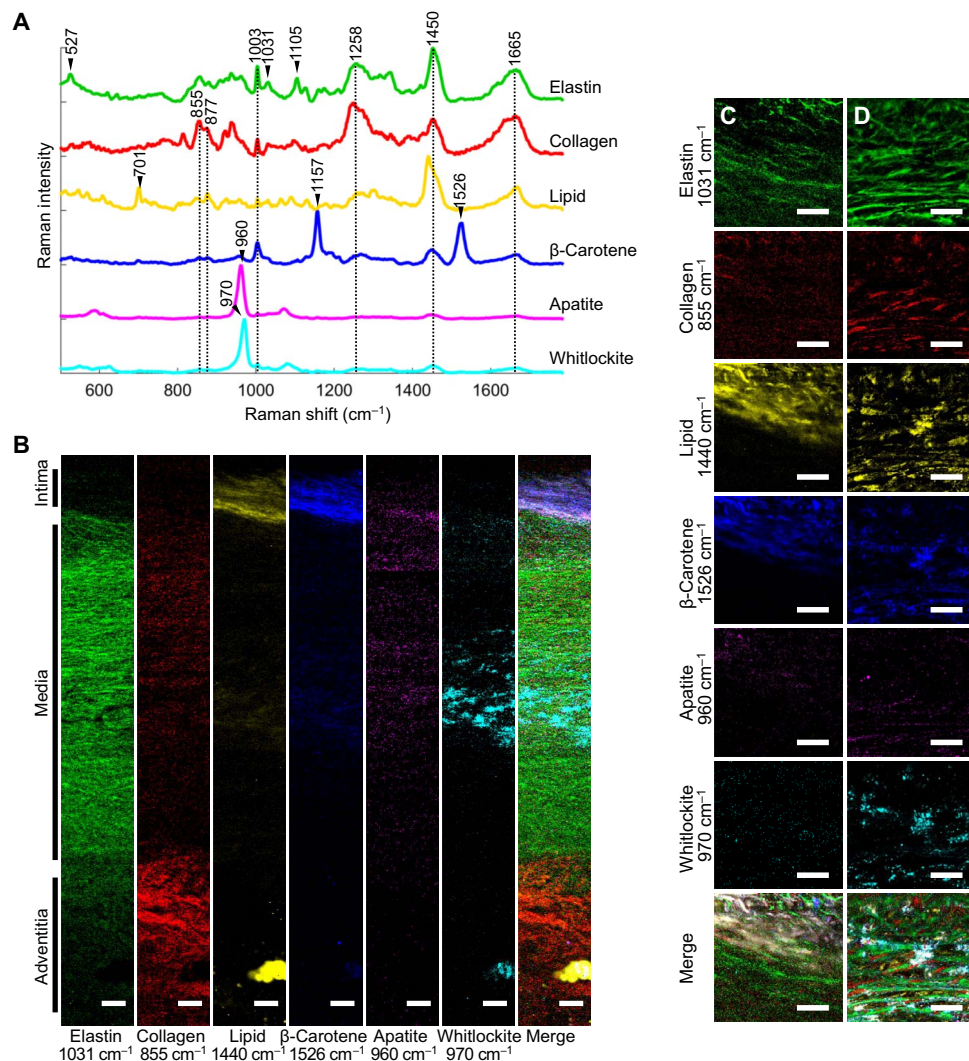 A
527
1003
1031
1105
1258
1450
1665
Elastin
855
877
Collagen
701
Lipid
1157
1526
β-Carotene
960
Apatite
970
Whitlockite
Raman intensity
600
800
1000
1200
1400
1600
Raman shift (cm⁻¹)
B
Intima
Media
Adventitia
Elastin
1031 cm⁻¹
Collagen
855 cm⁻¹
Lipid
1440 cm⁻¹
β-Carotene
1526 cm⁻¹
Apatite
960 cm⁻¹
Whitlockite
970 cm⁻¹
Merge
C
D
Elastin
1031 cm⁻¹
Collagen
855 cm⁻¹
Lipid
1440 cm⁻¹
β-Carotene
1526 cm⁻¹
Apatite
960 cm⁻¹
Whitlockite
970 cm⁻¹
Merge